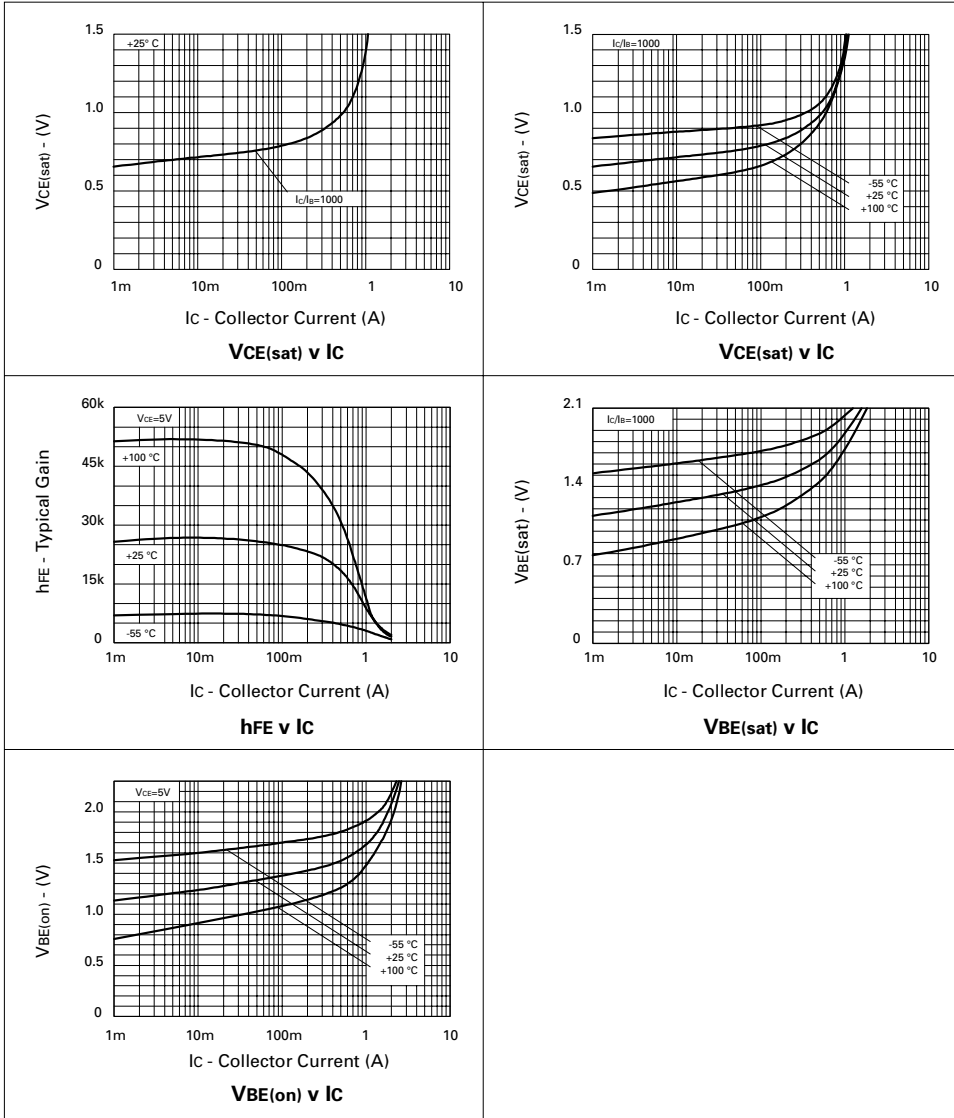 1.5
+25° C
1.0
0.5
0
VCE(sat) - (V)
IC/IB=1000
1m 10m 100m 1 10
IC - Collector Current (A)
VCE(sat) v IC
1.5
IC/IB=1000
1.0
0.5
0
VCE(sat) - (V)
-55 °C
+25 °C
+100 °C
1m 10m 100m 1 10
IC - Collector Current (A)
VCE(sat) v IC
60k
VCE=5V
+100 °C
45k
30k
+25 °C
15k
-55 °C
0
hFE - Typical Gain
1m 10m 100m 1 10
IC - Collector Current (A)
hFE v IC
2.1
IC/IB=1000
1.4
0.7
0
VBE(sat) - (V)
-55 °C
+25 °C
+100 °C
1m 10m 100m 1 10
IC - Collector Current (A)
VBE(sat) v IC
VCE=5V
2.0
1.5
1.0
0.5
0
VBE(on) - (V)
-55 °C
+25 °C
+100 °C
1m 10m 100m 1 10
IC - Collector Current (A)
VBE(on) v IC